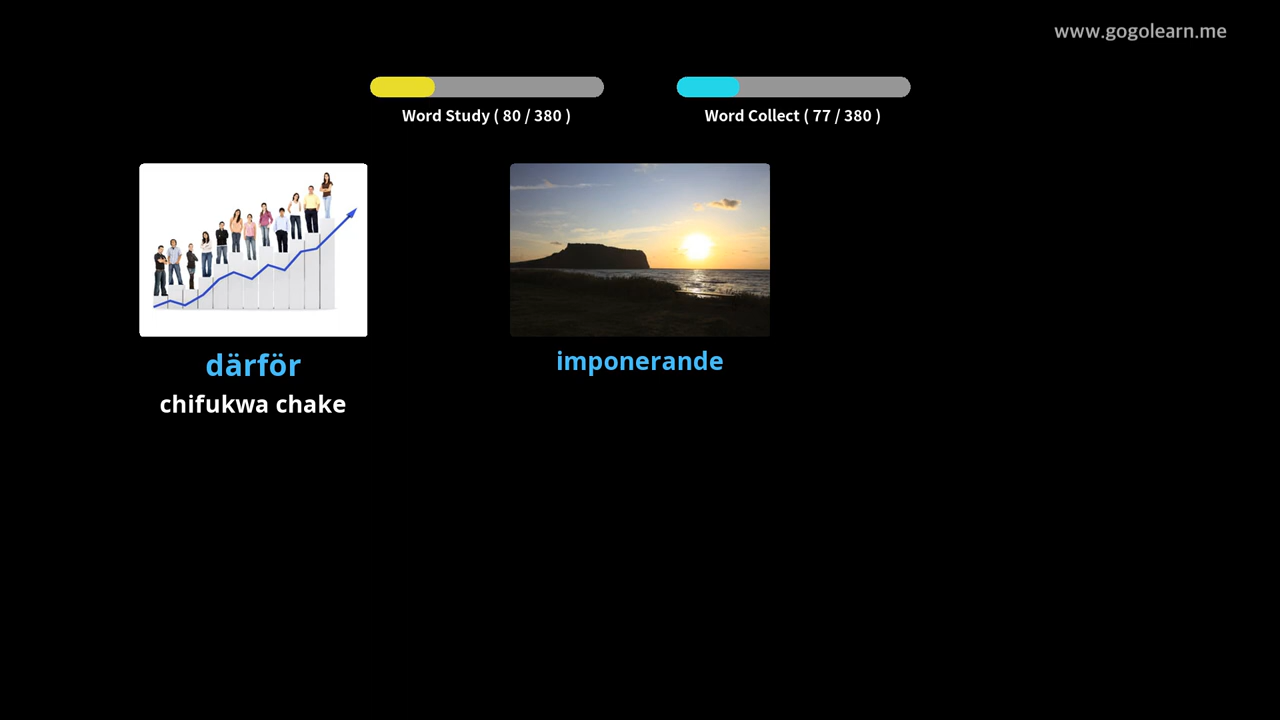 www.gogolearn.me
Word Study ( 80 / 380 )
Word Collect ( 77 / 380 )
därför
chifukwa chake
imponerande